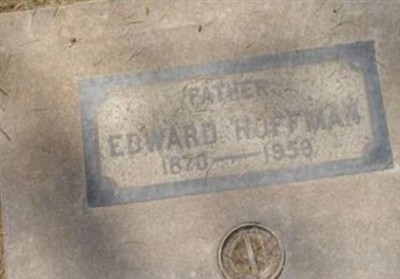 FATHER
EDWARD HOFFMAN
1870 — 1959